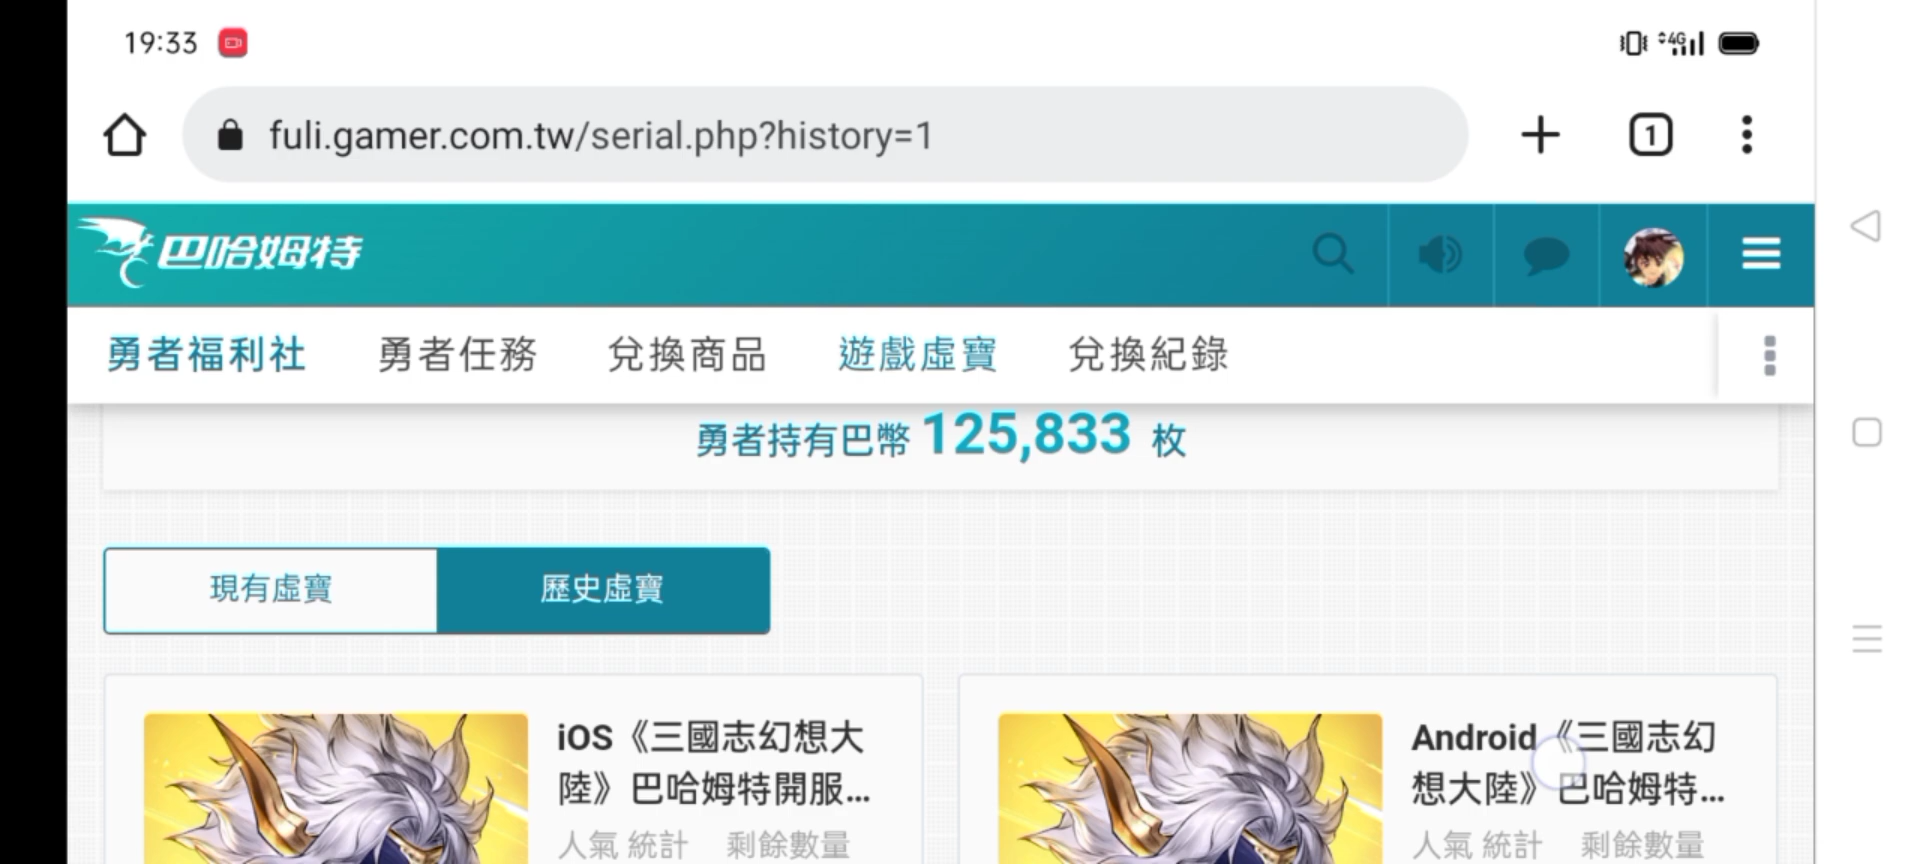 19:33
4G
fuli.gamer.com.tw/serial.php?history=1
1
巴哈姆特
勇者福利社 勇者任務 兌換商品 遊戲虛寶 兌換紀錄
勇者持有巴幣 125,833 枚
現有虛寶 歷史虛寶
iOS《三國志幻想大
陸》巴哈姆特開服...
人氣 統計 剩餘數量
Android《三國志幻
想大陸》巴哈姆特...
人氣 統計 剩餘數量